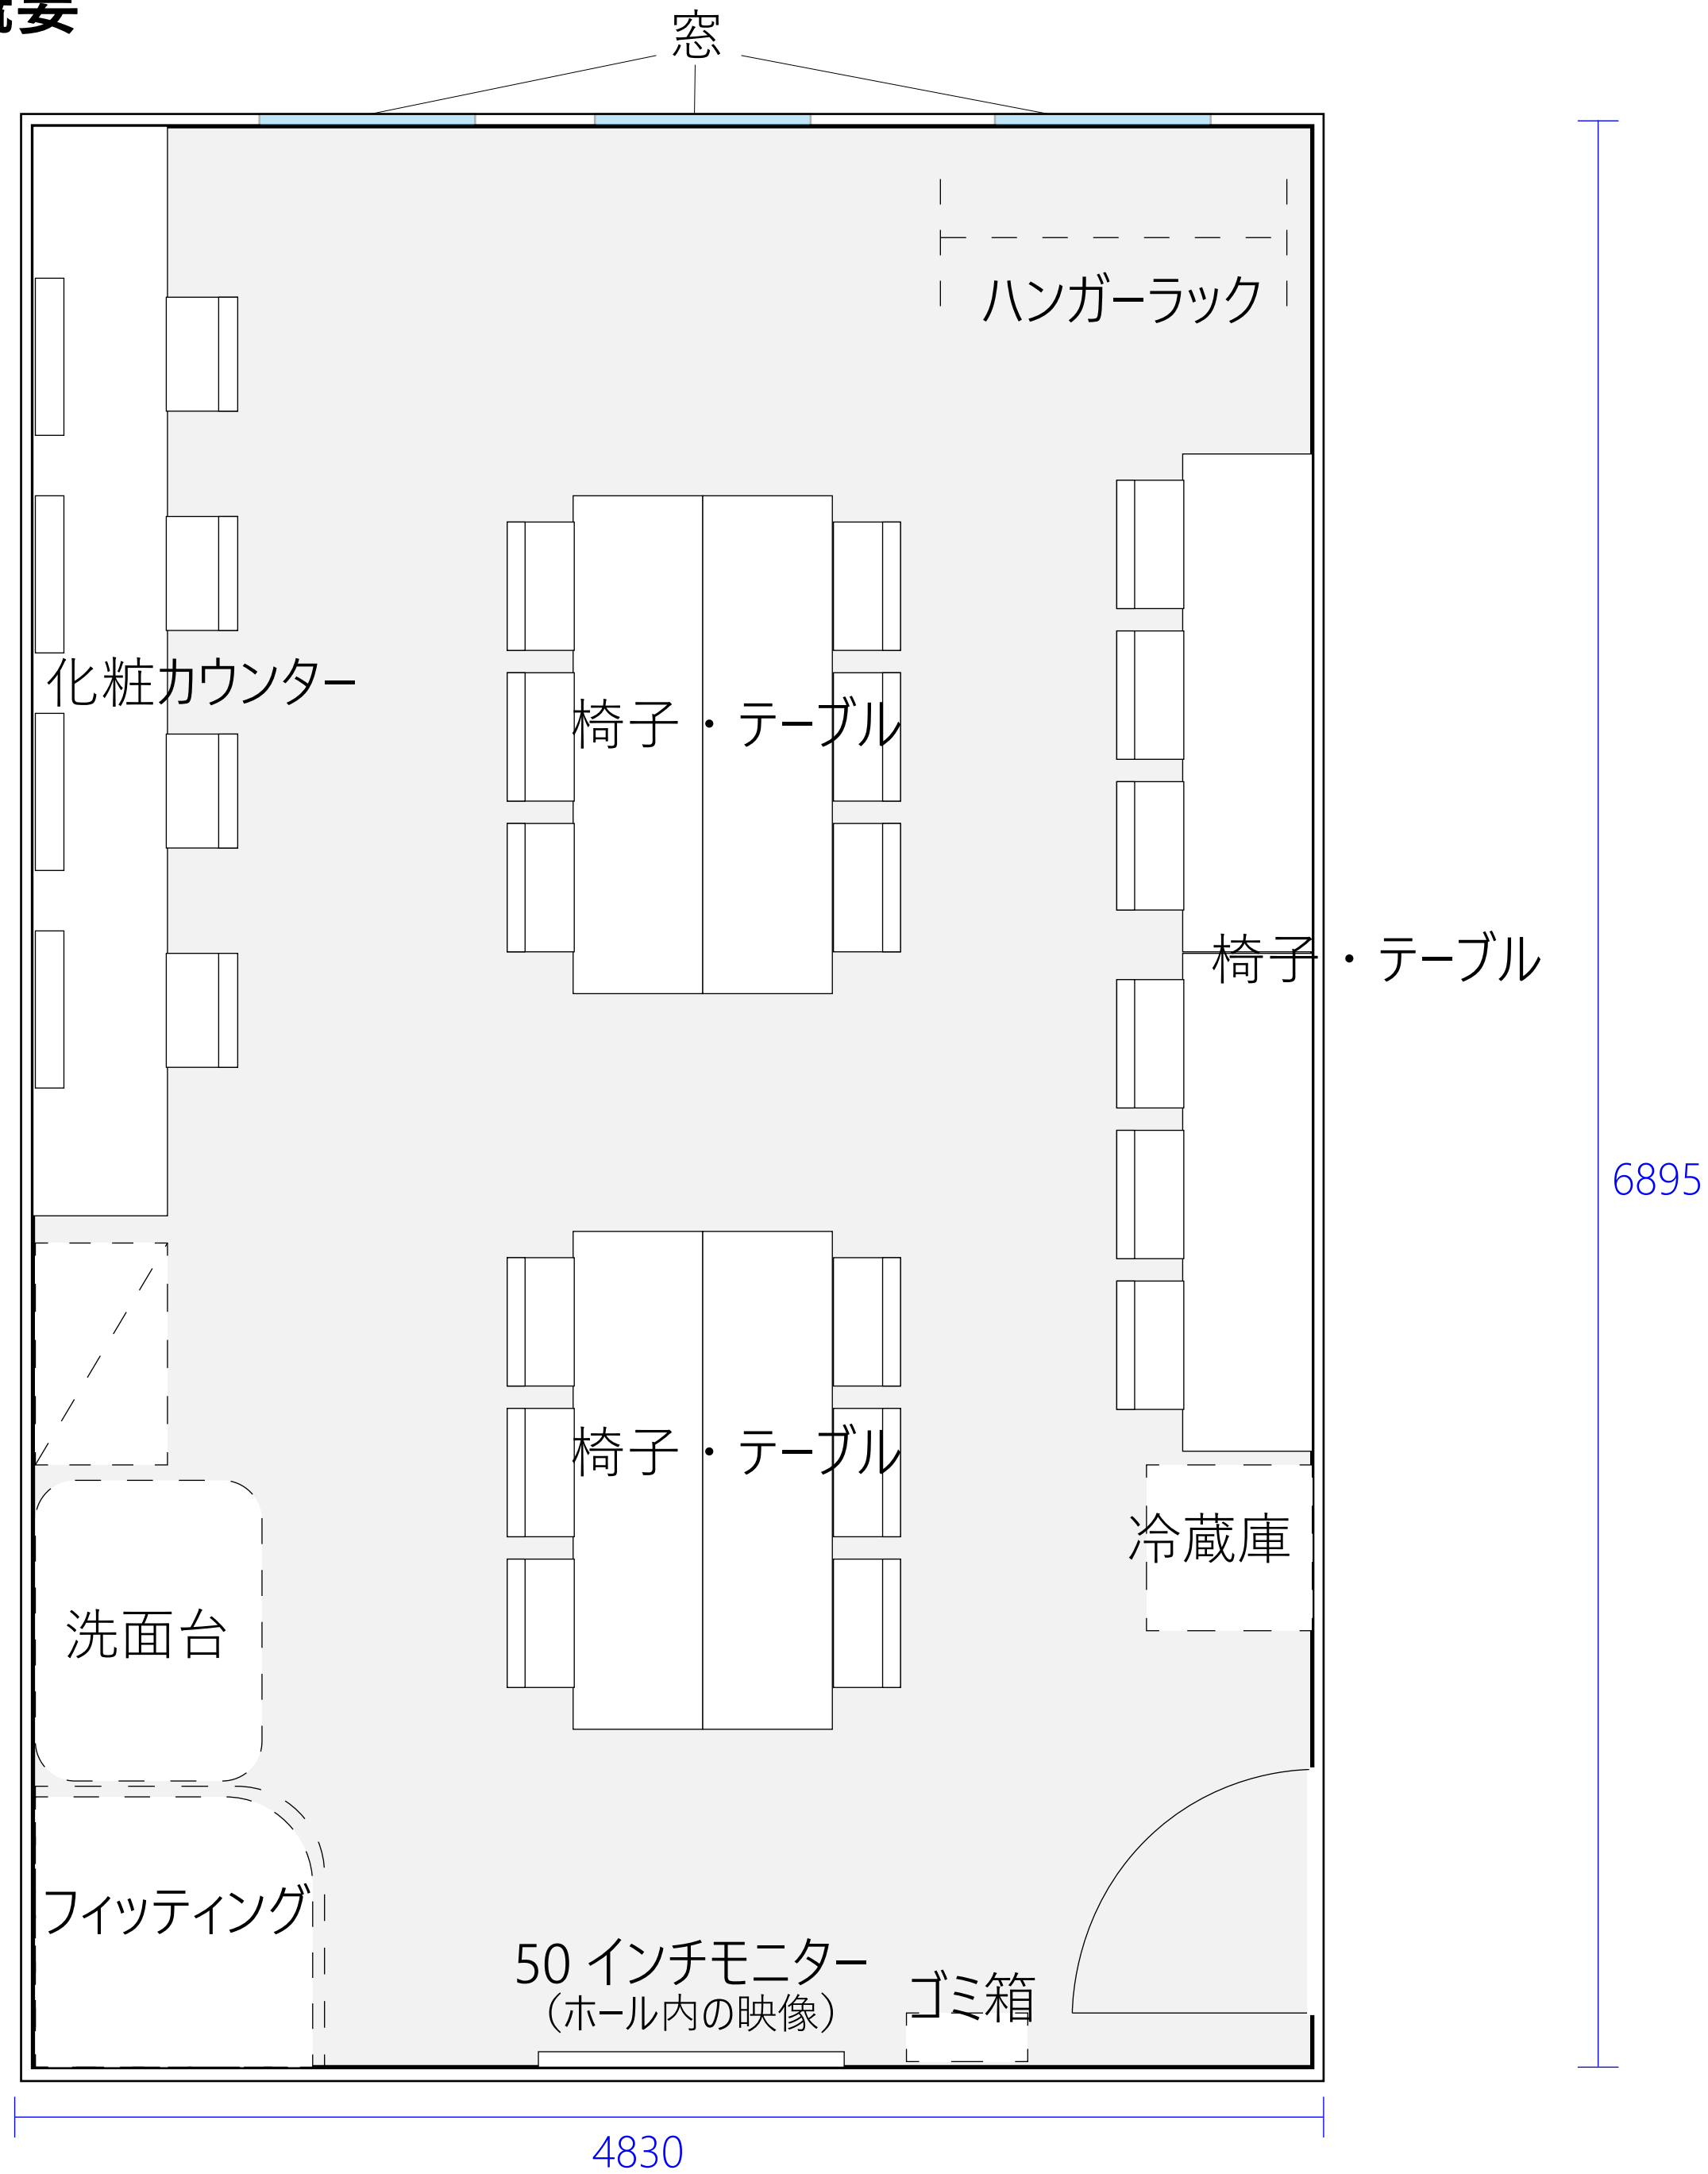 窓
ハンガーラック
化粧カウンター
椅子・テーブル
椅子・テーブル
6895
椅子・テーブル
冷蔵庫
洗面台
フィッティング
50 インチモニター
（ホール内の映像）
ゴミ箱
4830